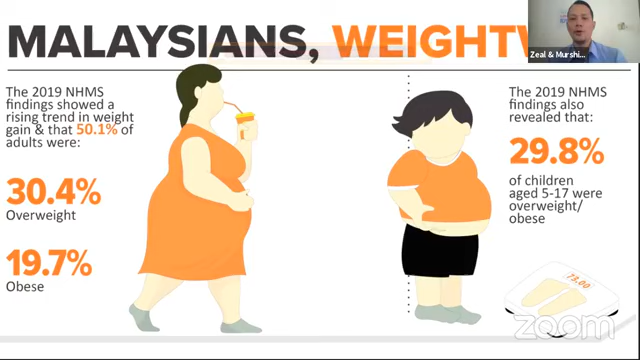 MALAYSIANS, WEIGHT
Zeal & Murshi...
The 2019 NHMS
findings showed a
rising trend in weight
gain & that 50.1% of
adults were:
30.4%
Overweight
19.7%
Obese
The 2019 NHMS
findings also
revealed that:
29.8%
of children
aged 5-17 were
overweight/
obese
73.00
zoom